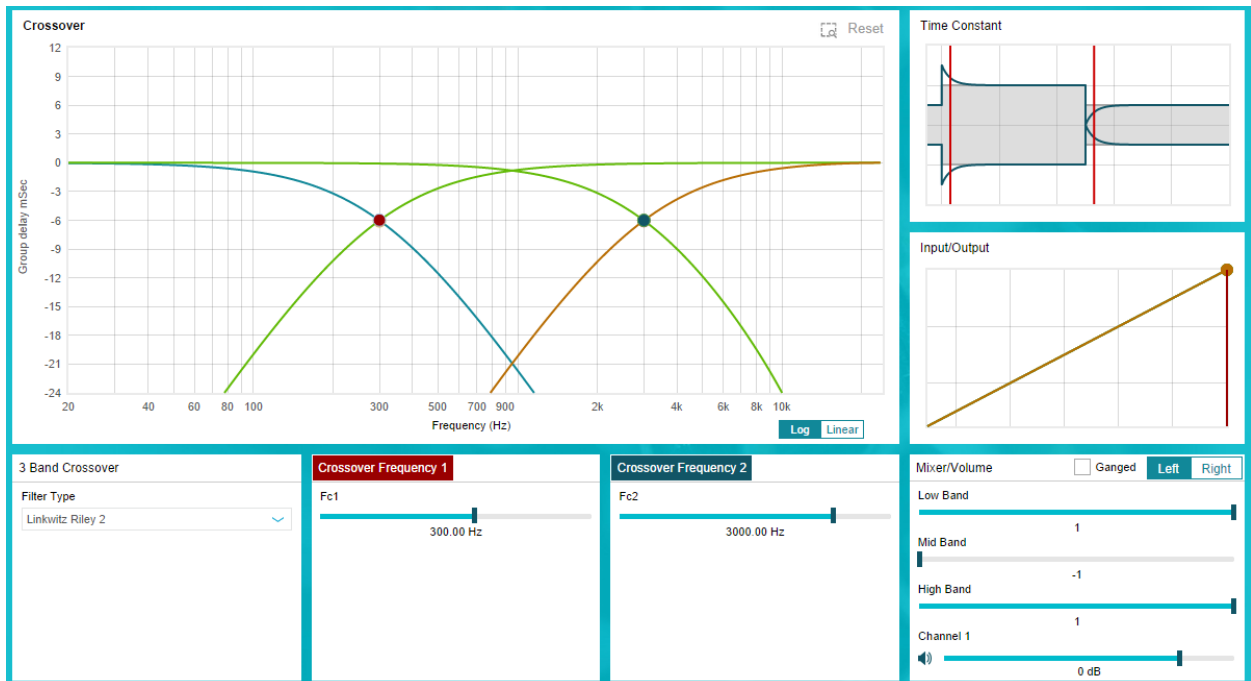 Crossover
Reset
Group delay mSec
12
9
6
3
0
-3
-6
-9
-12
-15
-18
-21
-24
20 40 60 80 100 300 500 700 900 2k 4k 6k 8k 10k
Frequency (Hz)
Log Linear
Time Constant
Input/Output
3 Band Crossover
Filter Type
Linkwitz Riley 2
Crossover Frequency 1
Fc1
300.00 Hz
Crossover Frequency 2
Fc2
3000.00 Hz
Mixer/Volume Ganged Left Right
Low Band
1
Mid Band
-1
High Band
1
Channel 1
0 dB